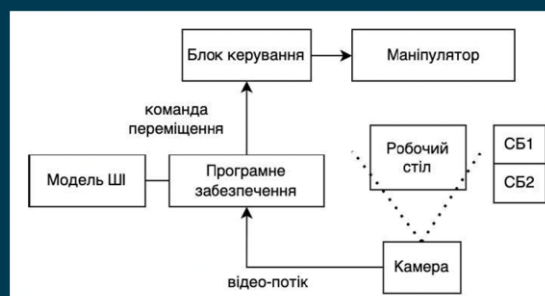 Блок керування
Маніпулятор
команда
переміщення
Модель ШІ
Програмне
забезпечення
Робочий
стіл
СБ1
СБ2
відео-потік
Камера